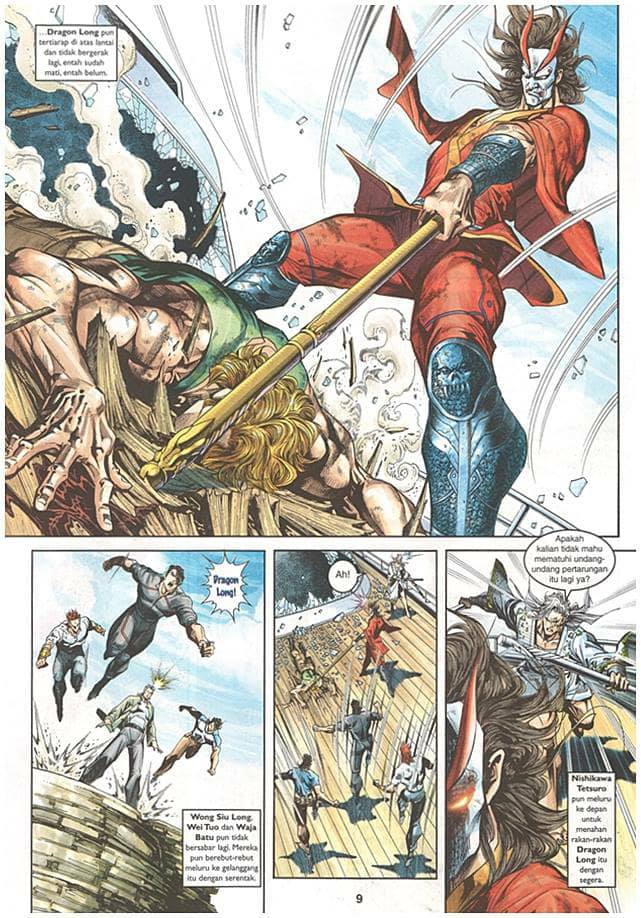 ...Dragon Long pun
tertiarap di atas lantai
dan tidak bergerak
lagi, entah sudah
mati, entah belum.
Dragon
Long!
Wong Siu Long,
Wei Tuo dan Waja
Batu pun tidak
bersabar lagi. Mereka
pun berebut-rebut
meluru ke gelanggang
itu dengan serentak.
Ah!
Apakah
kalian tidak mahu
mematuhi undang-
undang pertarungan
itu lagi ya?
Nishikawa
Tetsuro
pun meluru
ke depan
untuk
menahan
rakan-rakan
Dragon
Long itu
dengan
segera.
9